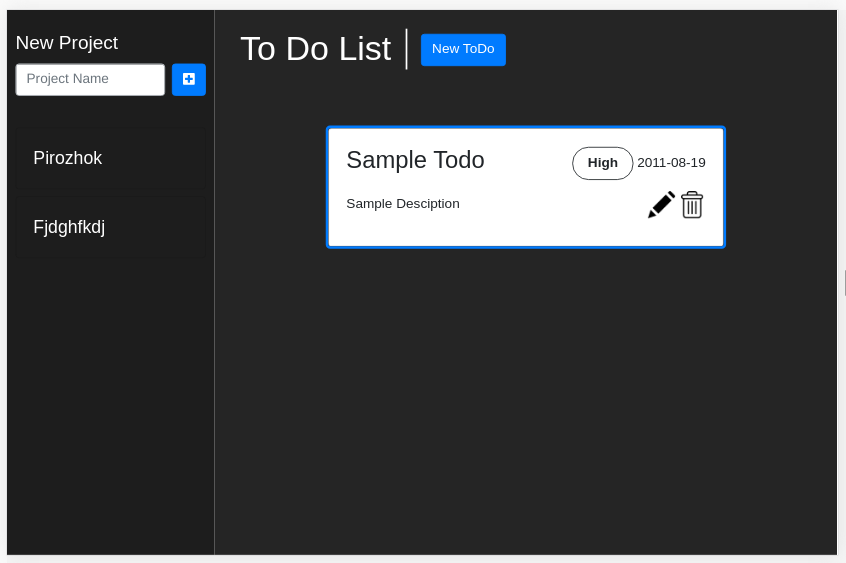 New Project
Project Name
Pirozhok
Fjdghfkdj
To Do List
New ToDo
Sample Todo
High 2011-08-19
Sample Desciption